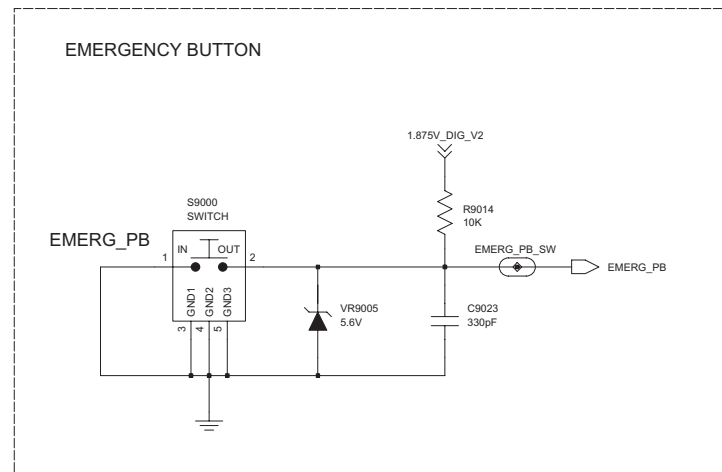 EMERGENCY BUTTON
1.875V_DIG_V2
S9000
SWITCH
R9014
10K
EMERG_PB
1
IN
OUT
2
EMERG_PB_SW
EMERG_PB
GND1
GND2
GND3
3
4
5
VR9005
5.6V
C9023
330pF